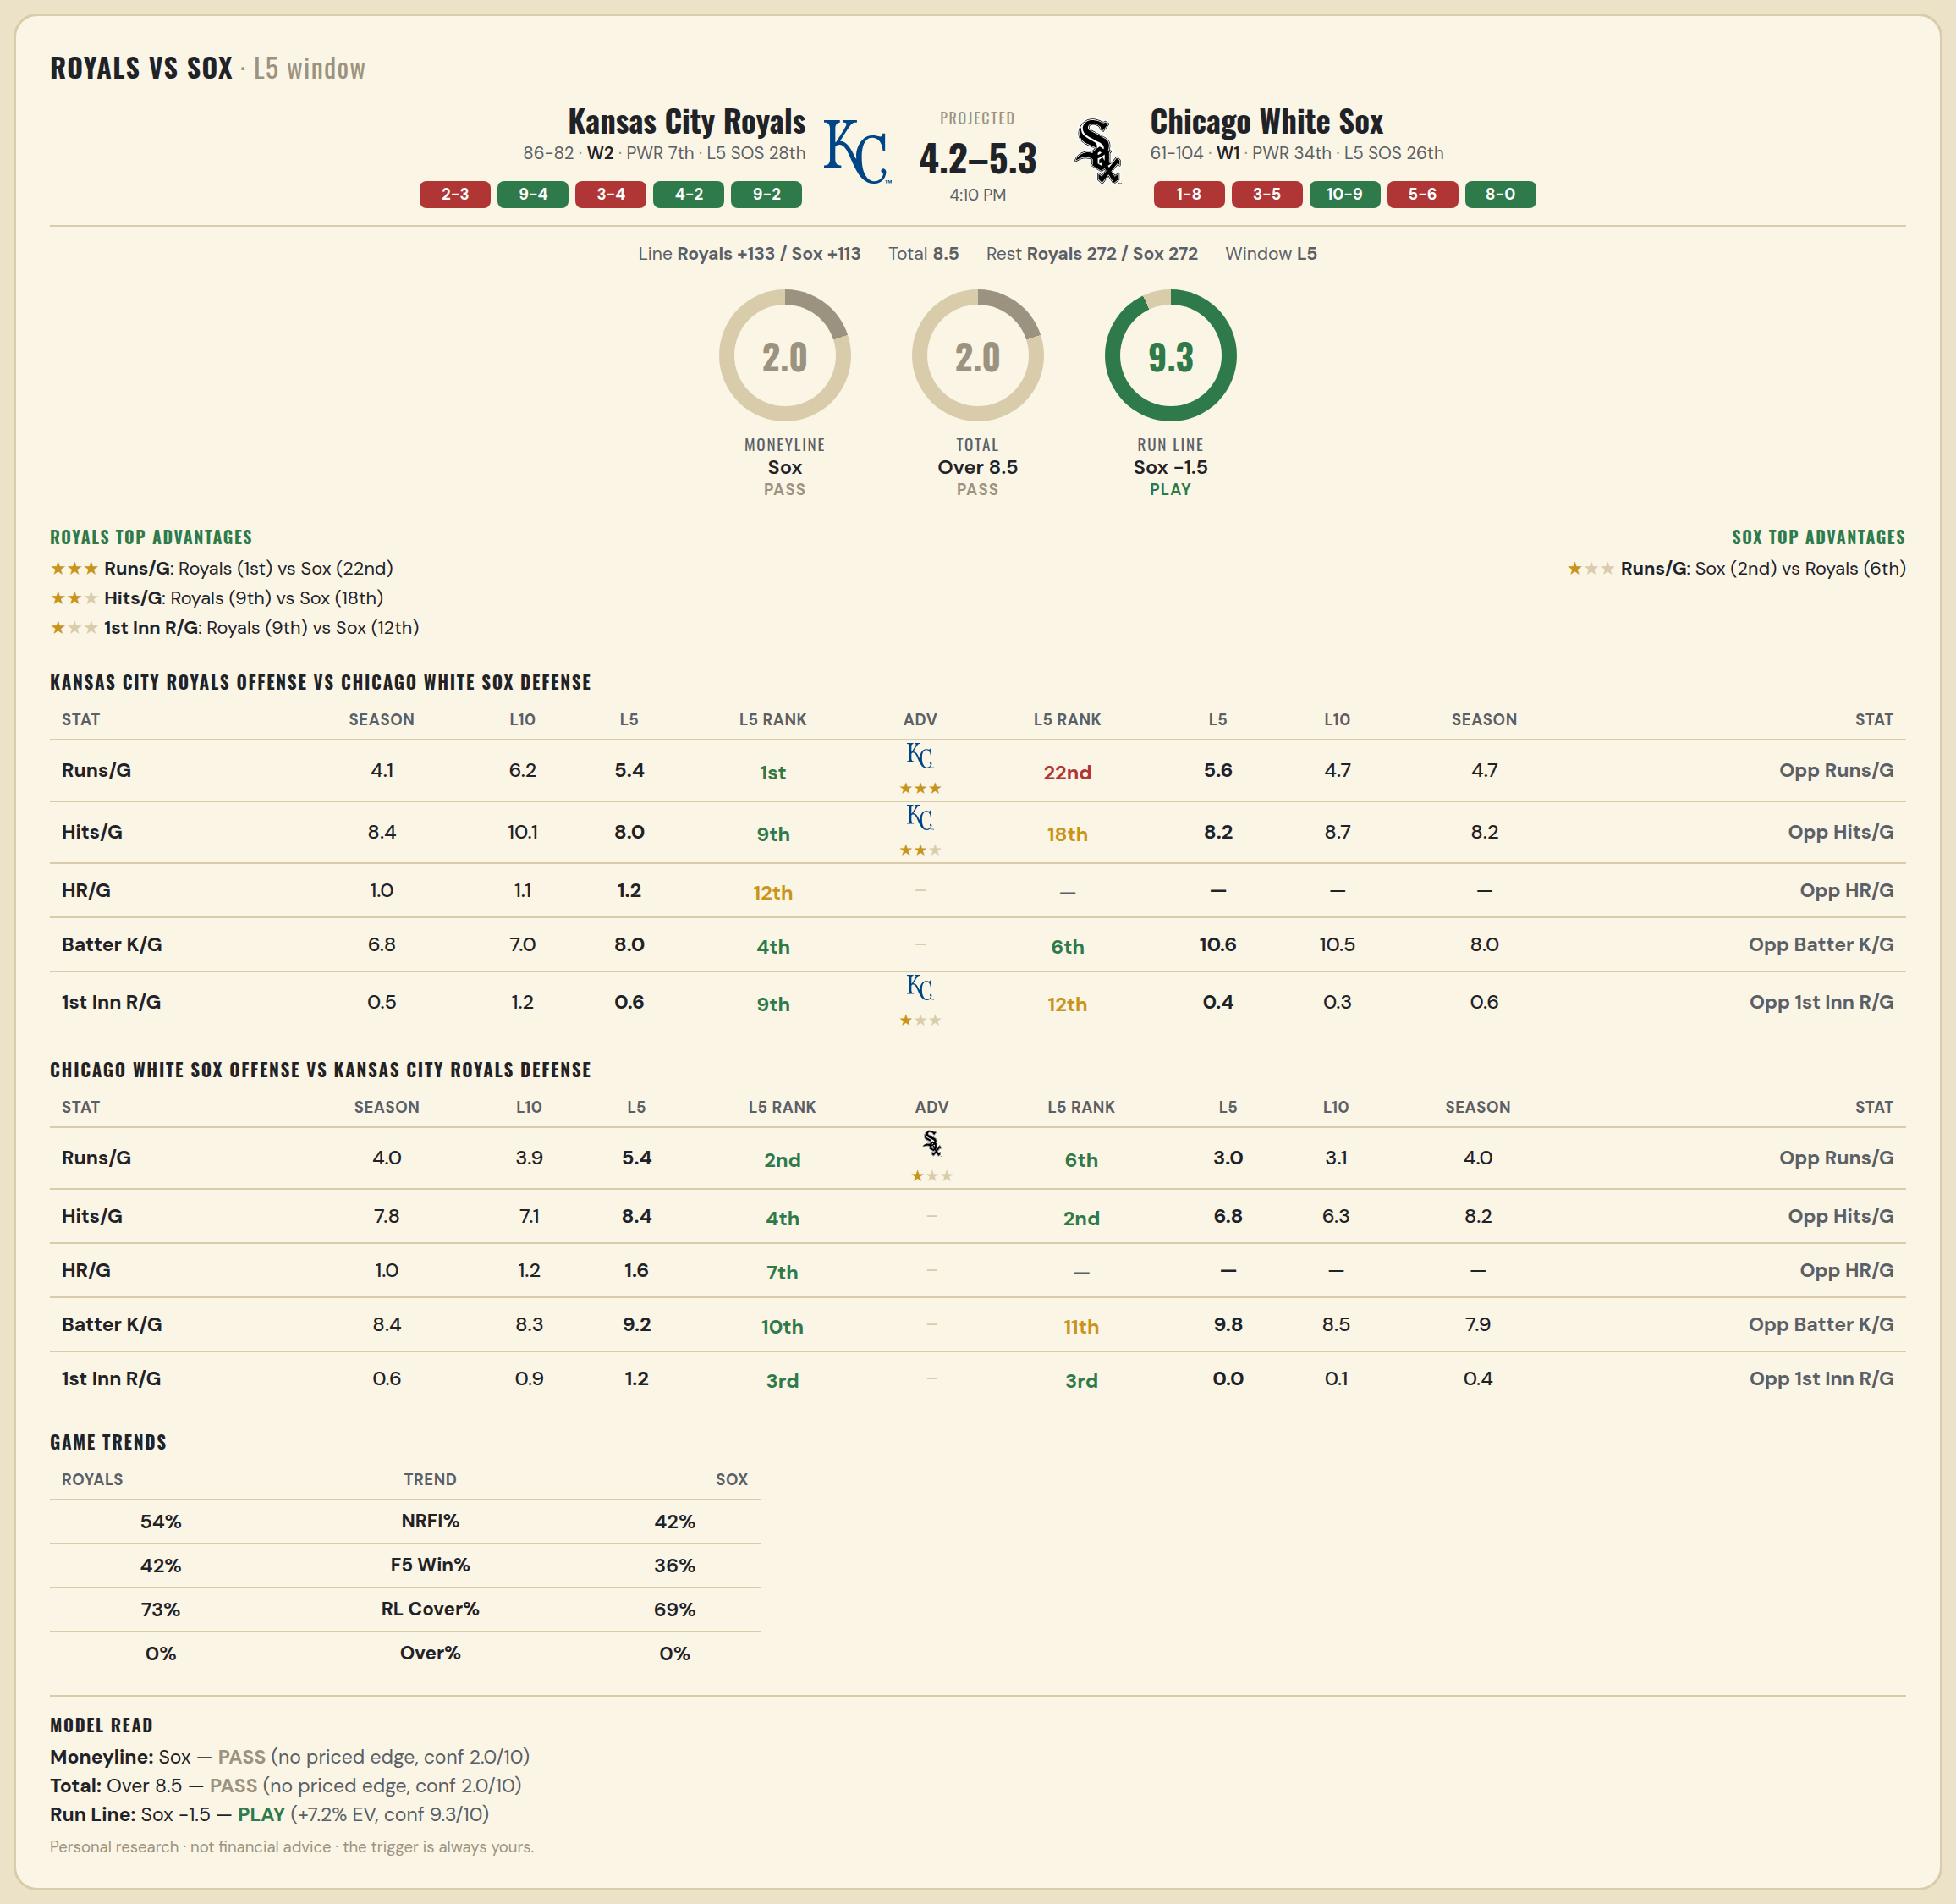 ROYALS VS SOX · L5 window
Kansas City Royals
86-82 · W2 · PWR 7th · L5 SOS 28th
2-3 9-4 3-4 4-2 9-2
KC
PROJECTED
4.2–5.3
4:10 PM
Sox
Chicago White Sox
61-104 · W1 · PWR 34th · L5 SOS 26th
1-8 3-5 10-9 5-6 8-0
Line Royals +133 / Sox +113 Total 8.5 Rest Royals 272 / Sox 272 Window L5
2.0 2.0 9.3
MONEYLINE TOTAL RUN LINE
Sox Over 8.5 Sox -1.5
PASS PASS PLAY
ROYALS TOP ADVANTAGES
★★★ Runs/G: Royals (1st) vs Sox (22nd)
★★★ Hits/G: Royals (9th) vs Sox (18th)
★★★ 1st Inn R/G: Royals (9th) vs Sox (12th)
SOX TOP ADVANTAGES
★★★ Runs/G: Sox (2nd) vs Royals (6th)
KANSAS CITY ROYALS OFFENSE VS CHICAGO WHITE SOX DEFENSE
STAT SEASON L10 L5 L5 RANK ADV L5 RANK L5 L10 SEASON STAT
Runs/G 4.1 6.2 5.4 1st KC ★★★ 22nd 5.6 4.7 4.7 Opp Runs/G
Hits/G 8.4 10.1 8.0 9th KC ★★★ 18th 8.2 8.7 8.2 Opp Hits/G
HR/G 1.0 1.1 1.2 12th – — — — — Opp HR/G
Batter K/G 6.8 7.0 8.0 4th – 6th 10.6 10.5 8.0 Opp Batter K/G
1st Inn R/G 0.5 1.2 0.6 9th KC ★★★ 12th 0.4 0.3 0.6 Opp 1st Inn R/G
CHICAGO WHITE SOX OFFENSE VS KANSAS CITY ROYALS DEFENSE
STAT SEASON L10 L5 L5 RANK ADV L5 RANK L5 L10 SEASON STAT
Runs/G 4.0 3.9 5.4 2nd Sox ★★★ 6th 3.0 3.1 4.0 Opp Runs/G
Hits/G 7.8 7.1 8.4 4th – 2nd 6.8 6.3 8.2 Opp Hits/G
HR/G 1.0 1.2 1.6 7th – — — — — Opp HR/G
Batter K/G 8.4 8.3 9.2 10th – 11th 9.8 8.5 7.9 Opp Batter K/G
1st Inn R/G 0.6 0.9 1.2 3rd – 3rd 0.0 0.1 0.4 Opp 1st Inn R/G
GAME TRENDS
ROYALS TREND SOX
54% NRFI% 42%
42% F5 Win% 36%
73% RL Cover% 69%
0% Over% 0%
MODEL READ
Moneyline: Sox — PASS (no priced edge, conf 2.0/10)
Total: Over 8.5 — PASS (no priced edge, conf 2.0/10)
Run Line: Sox -1.5 — PLAY (+7.2% EV, conf 9.3/10)
Personal research · not financial advice · the trigger is always yours.